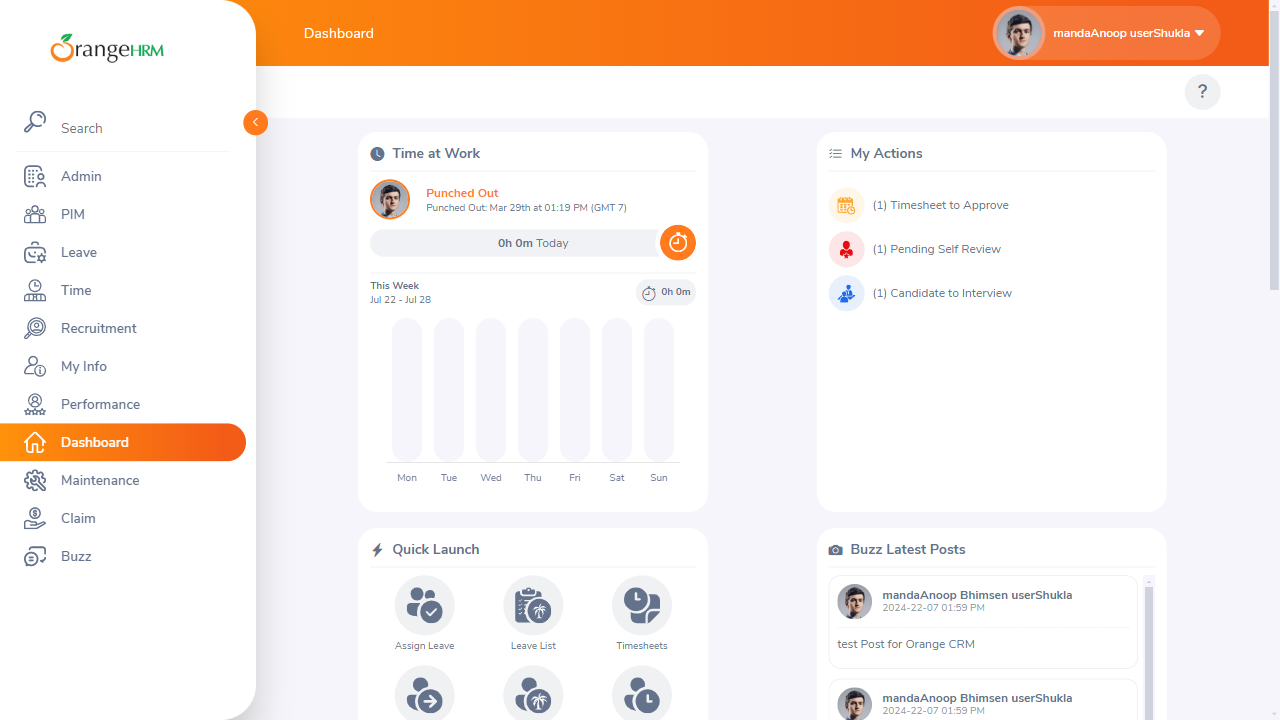 OrangeHRM
Search
Admin
PIM
Leave
Time
Recruitment
My Info
Performance
Dashboard
Maintenance
Claim
Buzz
Dashboard
mandaAnoop userShukla
?
Time at Work
Punched Out
Punched Out: Mar 29th at 01:19 PM (GMT 7)
0h 0m Today
This Week
Jul 22 - Jul 28
0h 0m
Mon Tue Wed Thu Fri Sat Sun
My Actions
(1) Timesheet to Approve
(1) Pending Self Review
(1) Candidate to Interview
Quick Launch
Assign Leave Leave List Timesheets
Buzz Latest Posts
mandaAnoop Bhimsen userShukla
2024-22-07 01:59 PM
test Post for Orange CRM
mandaAnoop Bhimsen userShukla
2024-22-07 01:59 PM